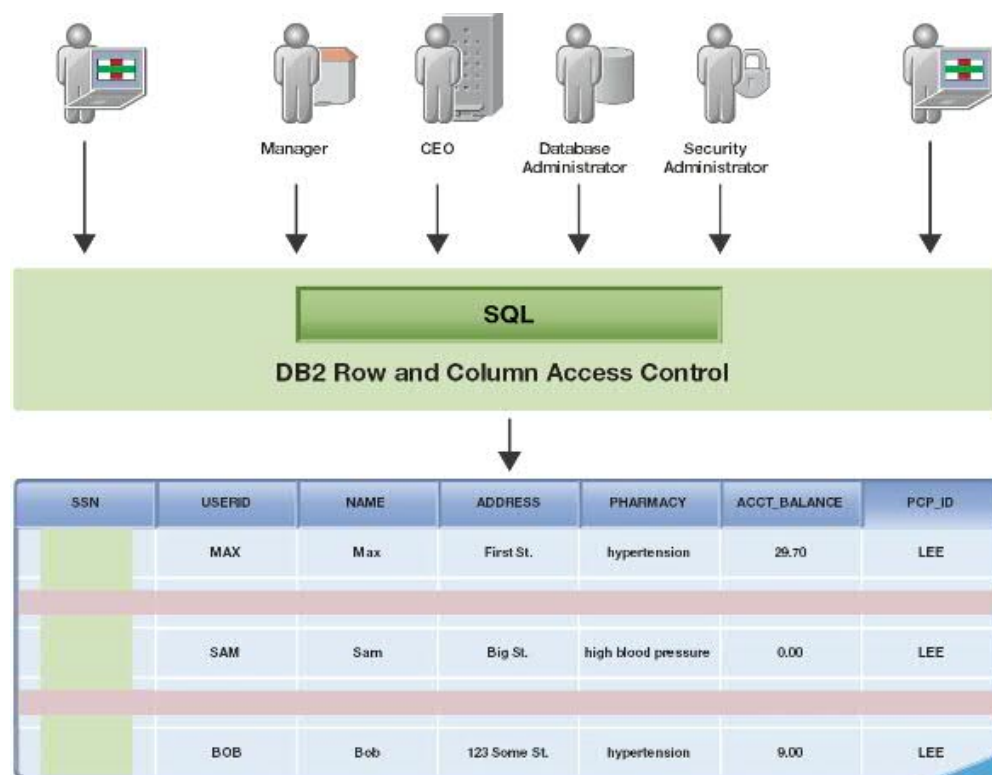 Manager
CEO
Database
Administrator
Security
Administrator
SQL
DB2 Row and Column Access Control
SSN USERID NAME ADDRESS PHARMACY ACCT_BALANCE PCP_ID
MAX Max First St. hypertension 29.70 LEE
SAM Sam Big St. high blood pressure 0.00 LEE
BOB Bob 123 Some St. hypertension 9.00 LEE